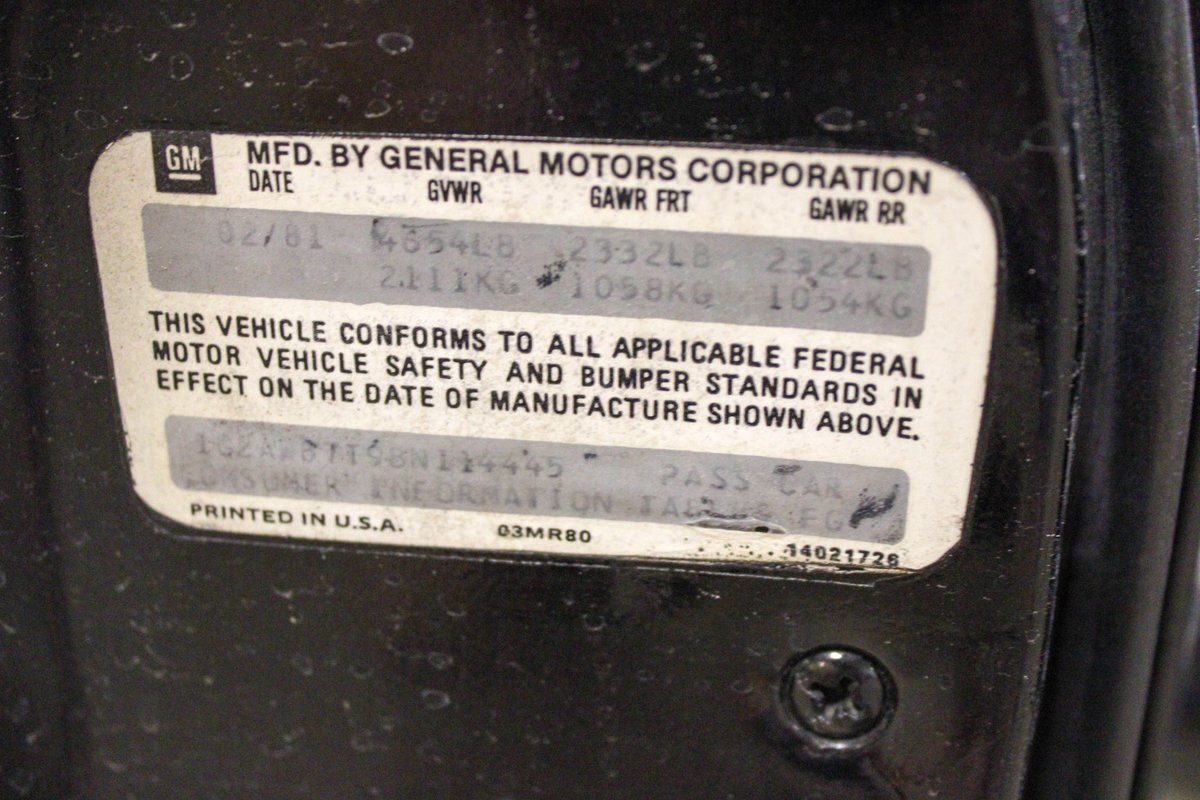 GM MFD. BY GENERAL MOTORS CORPORATION
DATE GVWR GAWR FRT GAWR RR
02/81 4654LB 2332LB 2322LB
2111KG 1058KG 1054KG
THIS VEHICLE CONFORMS TO ALL APPLICABLE FEDERAL
MOTOR VEHICLE SAFETY AND BUMPER STANDARDS IN
EFFECT ON THE DATE OF MANUFACTURE SHOWN ABOVE.
PASS CAR
CONSUMER INFORMATION
PRINTED IN U.S.A. 03MR80 14021726